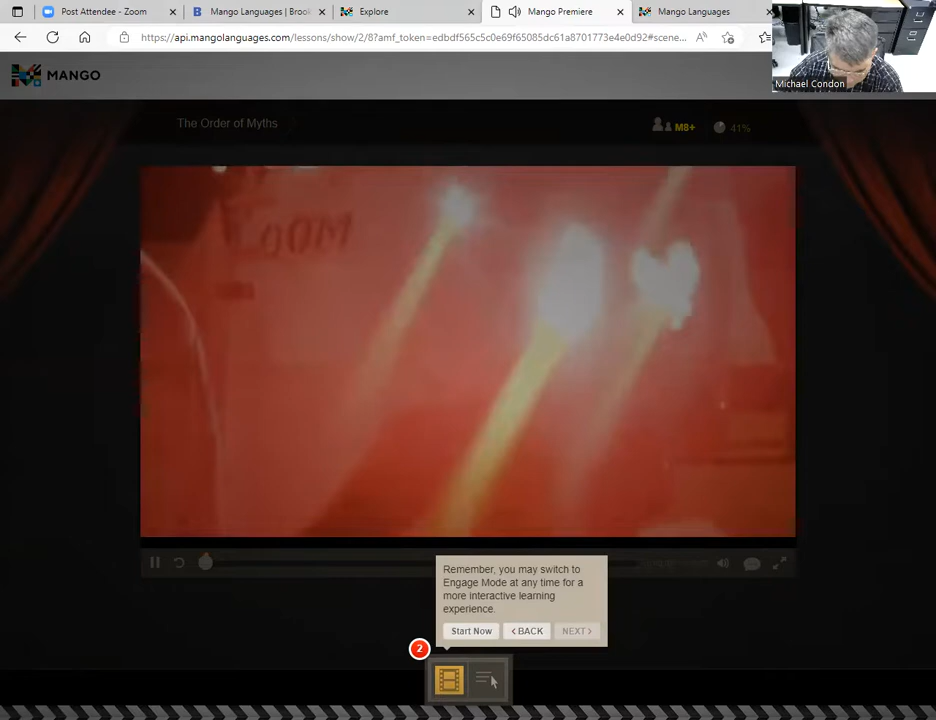 Post Attendee - Zoom
Mango Languages | Brook
Explore
Mango Premiere
Mango Languages
https://api.mangolanguages.com/lessons/show/2/8?amf_token=edbdf565c5c0e69f65085dc61a8701773e4e0d92#scene...
MANGO
Michael Condon
The Order of Myths
M8+
41%
Remember, you may switch to
Engage Mode at any time for a
more interactive learning
experience.
Start Now
BACK
NEXT
2